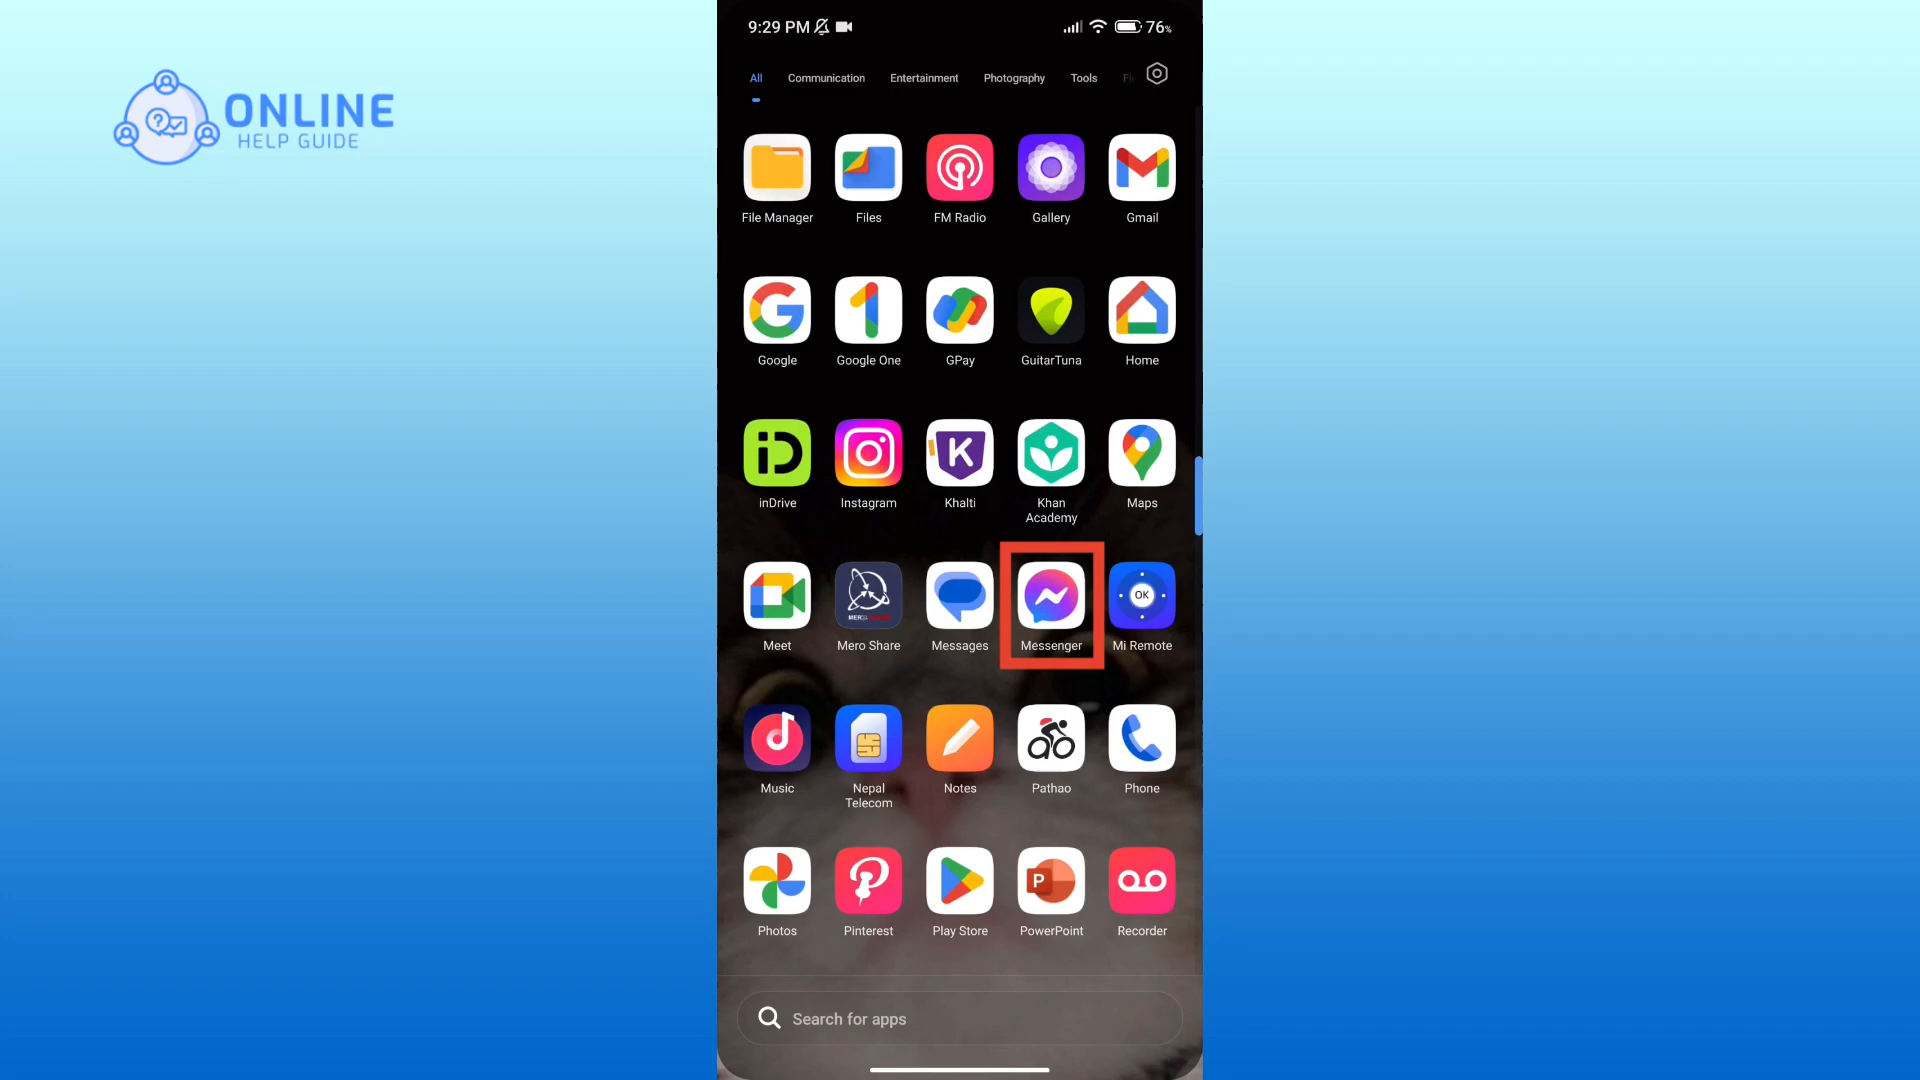 9:29 PM 76%
ONLINE
HELP GUIDE
All Communication Entertainment Photography Tools
File Manager Files FM Radio Gallery Gmail
Google Google One GPay GuitarTuna Home
iD
K
inDrive Instagram Khalti Khan Academy Maps
OK
Meet Mero Share Messages Messenger Mi Remote
Music Nepal Telecom Notes Pathao Phone
P
Photos Pinterest Play Store PowerPoint Recorder
Search for apps